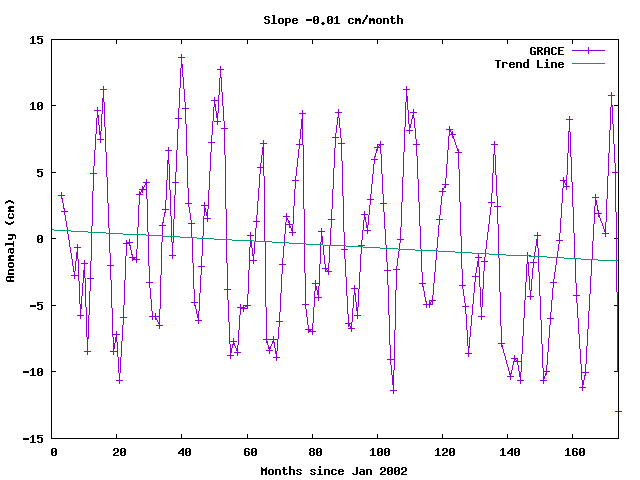 Slope -0.01 cm/month
GRACE
Trend Line
15
10
5
0
-5
-10
-15
Anomaly (cm)
0 20 40 60 80 100 120 140 160
Months since Jan 2002